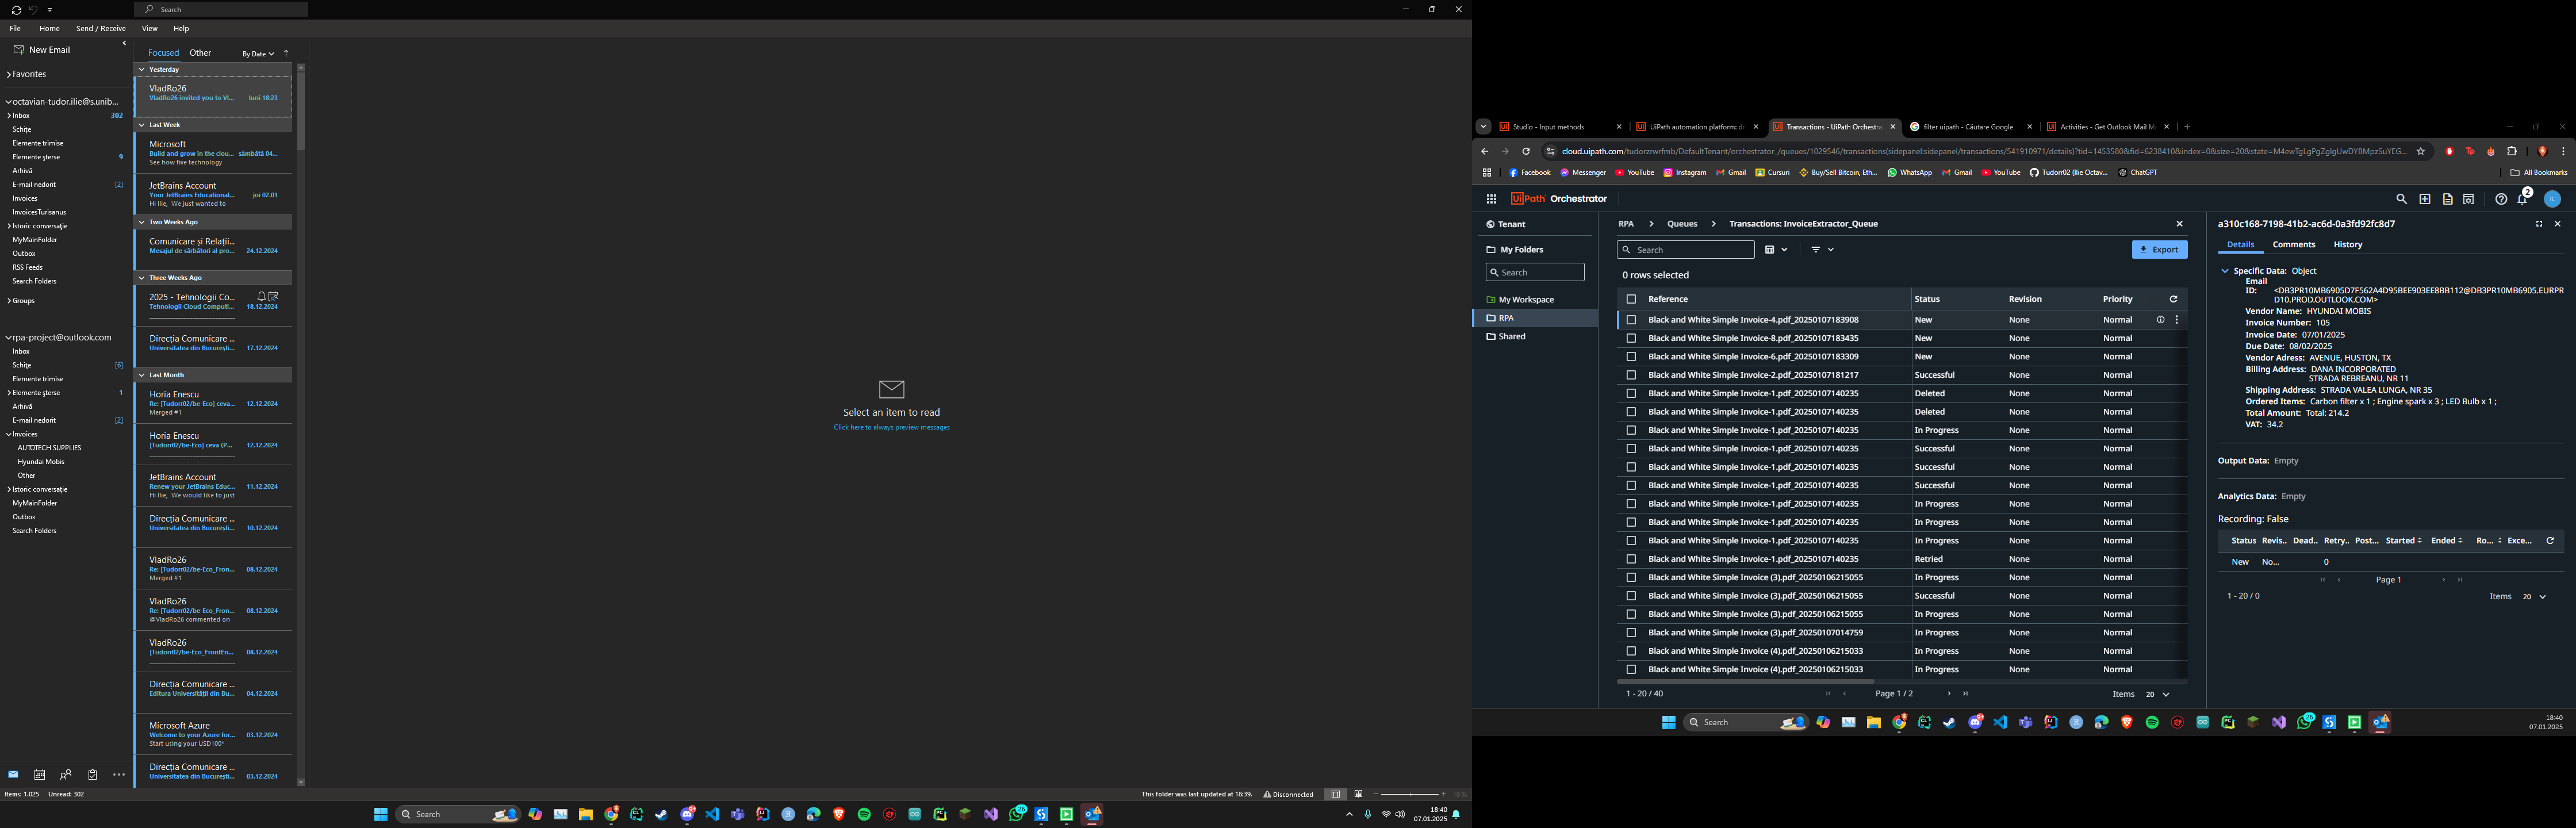 Search
File Home Send / Receive View Help
New Email
Favorites
octavian-tudor.ilie@s.unib...
Inbox 302
Schițe
Elemente trimise
Elemente șterse 9
Arhivă
E-mail nedorit [2]
Invoices
InvoicesTurisanus
Istoric conversație
MyMainFolder
Outbox
RSS Feeds
Search Folders
Groups
rpa-project@outlook.com
Inbox
Schițe [6]
Elemente trimise
Elemente șterse 1
Arhivă
E-mail nedorit [2]
Invoices
AUTOTECH SUPPLIES
Hyundai Mobis
Other
Istoric conversație
MyMainFolder
Outbox
Search Folders
Items: 1.025 Unread: 302
Focused Other By Date
Yesterday
VladRo26
VladRo26 invited you to Vl... luni 18:23
Last Week
Microsoft
Build and grow in the clou... sâmbătă 04...
See how five technology
JetBrains Account
Your JetBrains Educational... joi 02.01
Hi Ilie, We just wanted to
Two Weeks Ago
Comunicare și Relații...
Mesajul de sărbători al pro... 24.12.2024
Three Weeks Ago
2025 - Tehnologii Co...
Tehnologii Cloud Computi... 18.12.2024
Direcția Comunicare ...
Universitatea din București... 17.12.2024
Last Month
Horia Enescu
Re: [Tudorr02/be-Eco] ceva... 12.12.2024
Merged #1
Horia Enescu
[Tudorr02/be-Eco] ceva (P... 12.12.2024
JetBrains Account
Renew your JetBrains Educ... 11.12.2024
Hi Ilie, We would like to just
Direcția Comunicare ...
Universitatea din București... 10.12.2024
VladRo26
Re: [Tudorr02/be-Eco_Fron... 08.12.2024
Merged #1
VladRo26
Re: [Tudorr02/be-Eco_Fron... 08.12.2024
@VladRo26 commented on
VladRo26
[Tudorr02/be-Eco_FrontEn... 08.12.2024
Direcția Comunicare ...
Editura Universității din Bu... 04.12.2024
Microsoft Azure
Welcome to your Azure for... 03.12.2024
Start using your USD100*
Direcția Comunicare ...
Universitatea din București... 03.12.2024
Select an item to read
Click here to always preview messages
This folder was last updated at 18:39. Disconnected 10 %
Search
18:40
07.01.2025
Studio - Input methods
UiPath automation platform: d
Transactions - UiPath Orchestra
filter uipath - Căutare Google
Activities - Get Outlook Mail M
cloud.uipath.com/tudorzrwrfmb/DefaultTenant/orchestrator_/queues/1029546/transactions(sidepanel:sidepanel/transactions/541910971/details)?tid=1453580&fid=6238410&index=0&size=20&state=M4ewTgLgPgZglgUwDYBMpzSuYEG...
Facebook Messenger YouTube Instagram Gmail Cursuri Buy/Sell Bitcoin, Eth... WhatsApp Gmail YouTube Tudorr02 (Ilie Octav... ChatGPT All Bookmarks
UiPath Orchestrator 2 IL
Tenant
My Folders
Search
My Workspace
RPA
Shared
RPA > Queues > Transactions: InvoiceExtractor_Queue
Search
Export
0 rows selected
Reference Status Revision Priority
Black and White Simple Invoice-4.pdf_20250107183908 New None Normal
Black and White Simple Invoice-8.pdf_20250107183435 New None Normal
Black and White Simple Invoice-6.pdf_20250107183309 New None Normal
Black and White Simple Invoice-2.pdf_20250107181217 Successful None Normal
Black and White Simple Invoice-1.pdf_20250107140235 Deleted None Normal
Black and White Simple Invoice-1.pdf_20250107140235 Deleted None Normal
Black and White Simple Invoice-1.pdf_20250107140235 In Progress None Normal
Black and White Simple Invoice-1.pdf_20250107140235 Successful None Normal
Black and White Simple Invoice-1.pdf_20250107140235 Successful None Normal
Black and White Simple Invoice-1.pdf_20250107140235 Successful None Normal
Black and White Simple Invoice-1.pdf_20250107140235 In Progress None Normal
Black and White Simple Invoice-1.pdf_20250107140235 In Progress None Normal
Black and White Simple Invoice-1.pdf_20250107140235 In Progress None Normal
Black and White Simple Invoice-1.pdf_20250107140235 Retried None Normal
Black and White Simple Invoice (3).pdf_20250106215055 In Progress None Normal
Black and White Simple Invoice (3).pdf_20250106215055 Successful None Normal
Black and White Simple Invoice (3).pdf_20250106215055 In Progress None Normal
Black and White Simple Invoice (3).pdf_20250107014759 In Progress None Normal
Black and White Simple Invoice (4).pdf_20250106215033 In Progress None Normal
Black and White Simple Invoice (4).pdf_20250106215033 In Progress None Normal
1 - 20 / 40 Page 1 / 2 Items 20
a310c168-7198-41b2-ac6d-0a3fd92fc8d7
Details Comments History
Specific Data: Object
Email ID: <DB3PR10MB6905D7F562A4D95BEE903EE8BB112@DB3PR10MB6905.EURPR
D10.PROD.OUTLOOK.COM>
Vendor Name: HYUNDAI MOBIS
Invoice Number: 105
Invoice Date: 07/01/2025
Due Date: 08/02/2025
Vendor Adress: AVENUE, HUSTON, TX
Billing Address: DANA INCORPORATED
STRADA REBREANU, NR 11
Shipping Address: STRADA VALEA LUNGA, NR 35
Ordered Items: Carbon filter x 1 ; Engine spark x 3 ; LED Bulb x 1 ;
Total Amount: Total: 214.2
VAT: 34.2
Output Data: Empty
Analytics Data: Empty
Recording: False
Status Revis.. Dead.. Retry.. Post... Started Ended Ro... Exce...
New No... 0
Page 1
1 - 20 / 0 Items 20
Search
18:40
07.01.2025